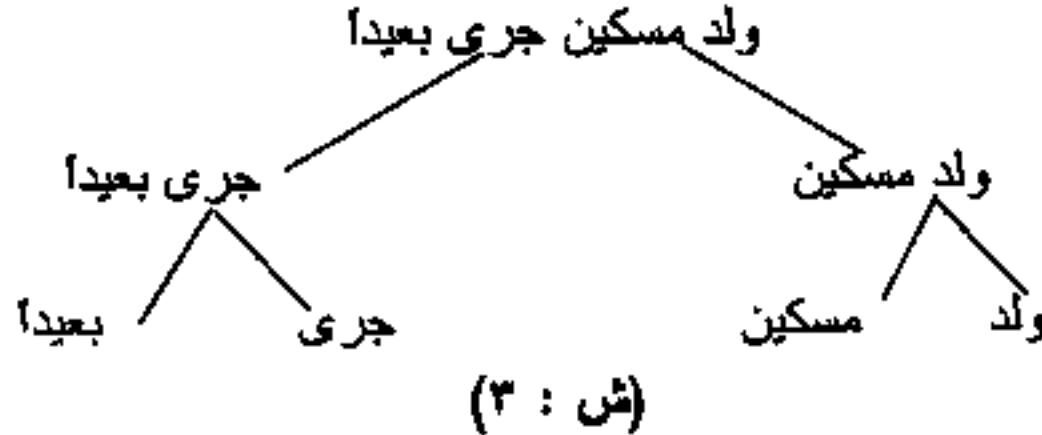 ولد مسكين جرى بعيدا
ولد مسكين
جرى بعيدا
ولد
مسكين
جرى
بعيدا
(ش : ٣)